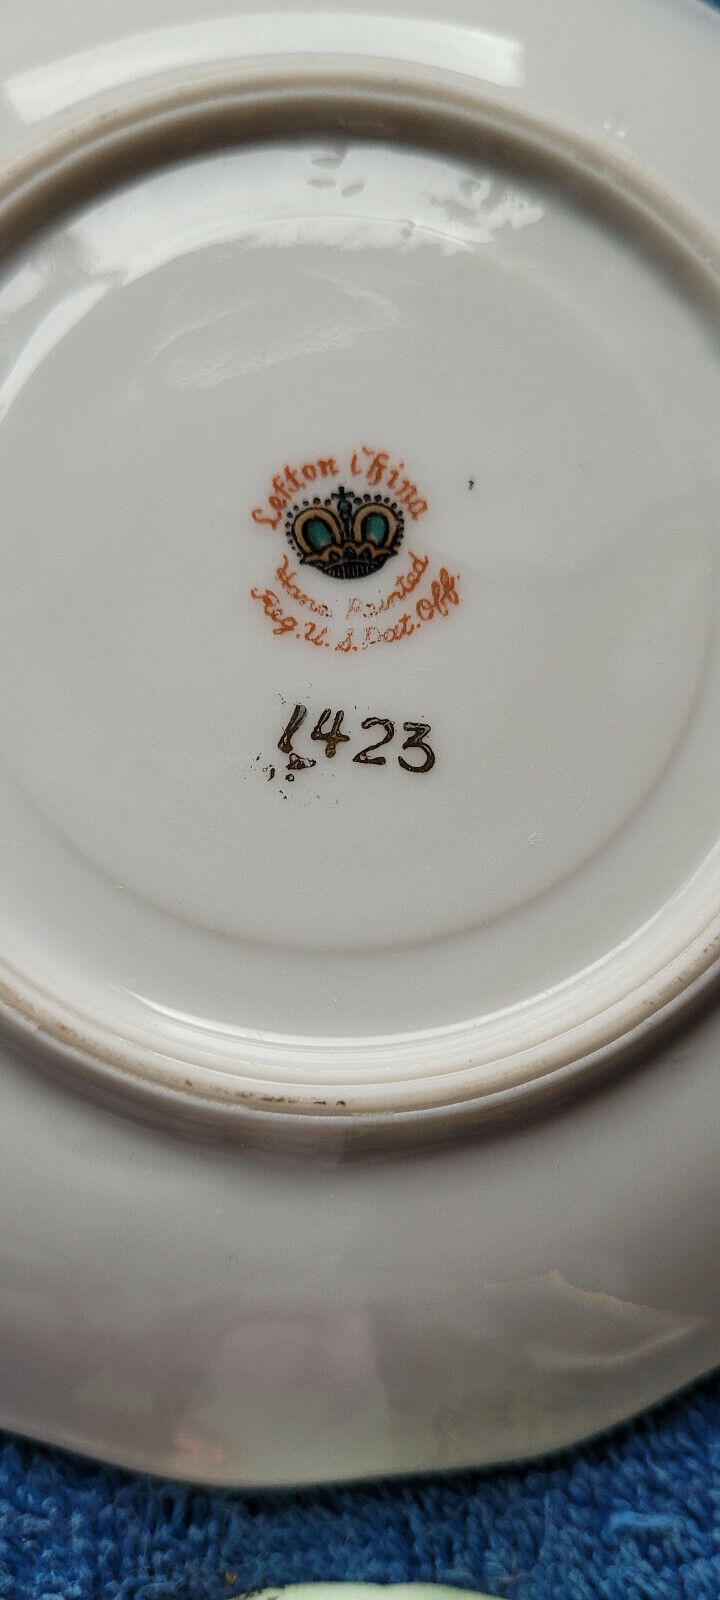 Lefton China
Hand Painted
Reg. U. S. Pat. Off.
1423